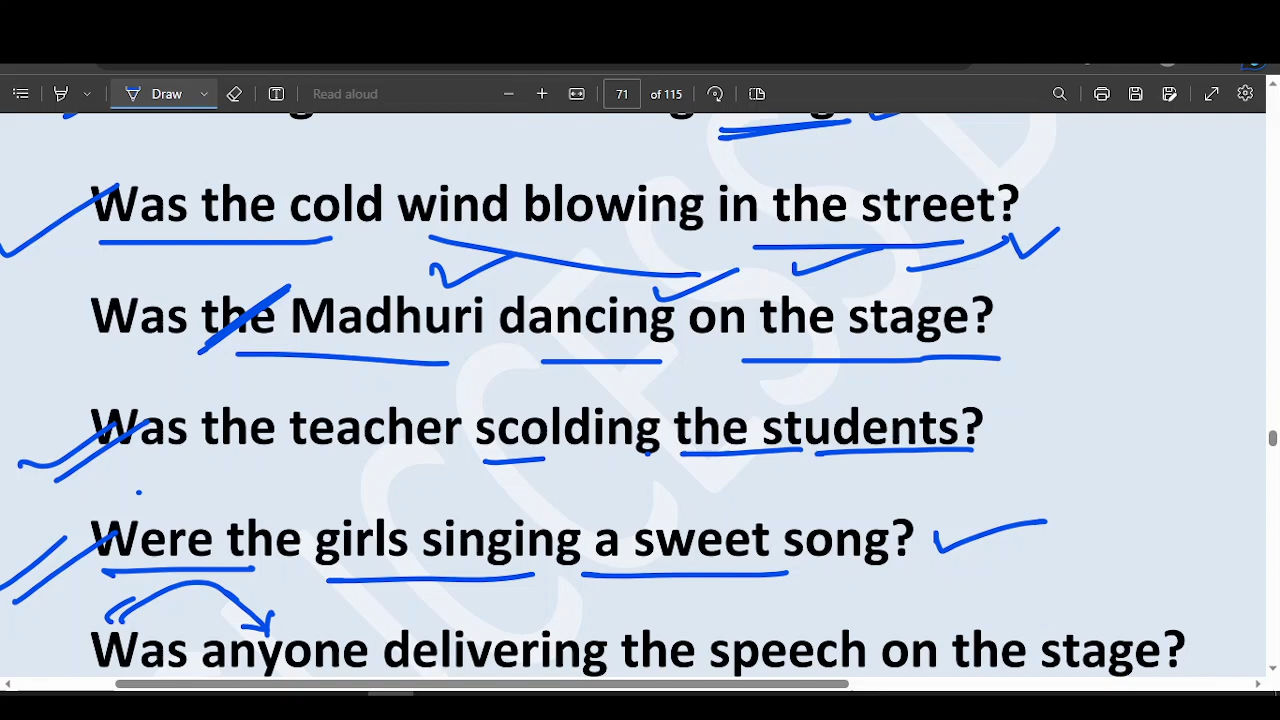 Draw
Read aloud
71 of 115
Was the cold wind blowing in the street?
Was the Madhuri dancing on the stage?
Was the teacher scolding the students?
Were the girls singing a sweet song?
Was anyone delivering the speech on the stage?